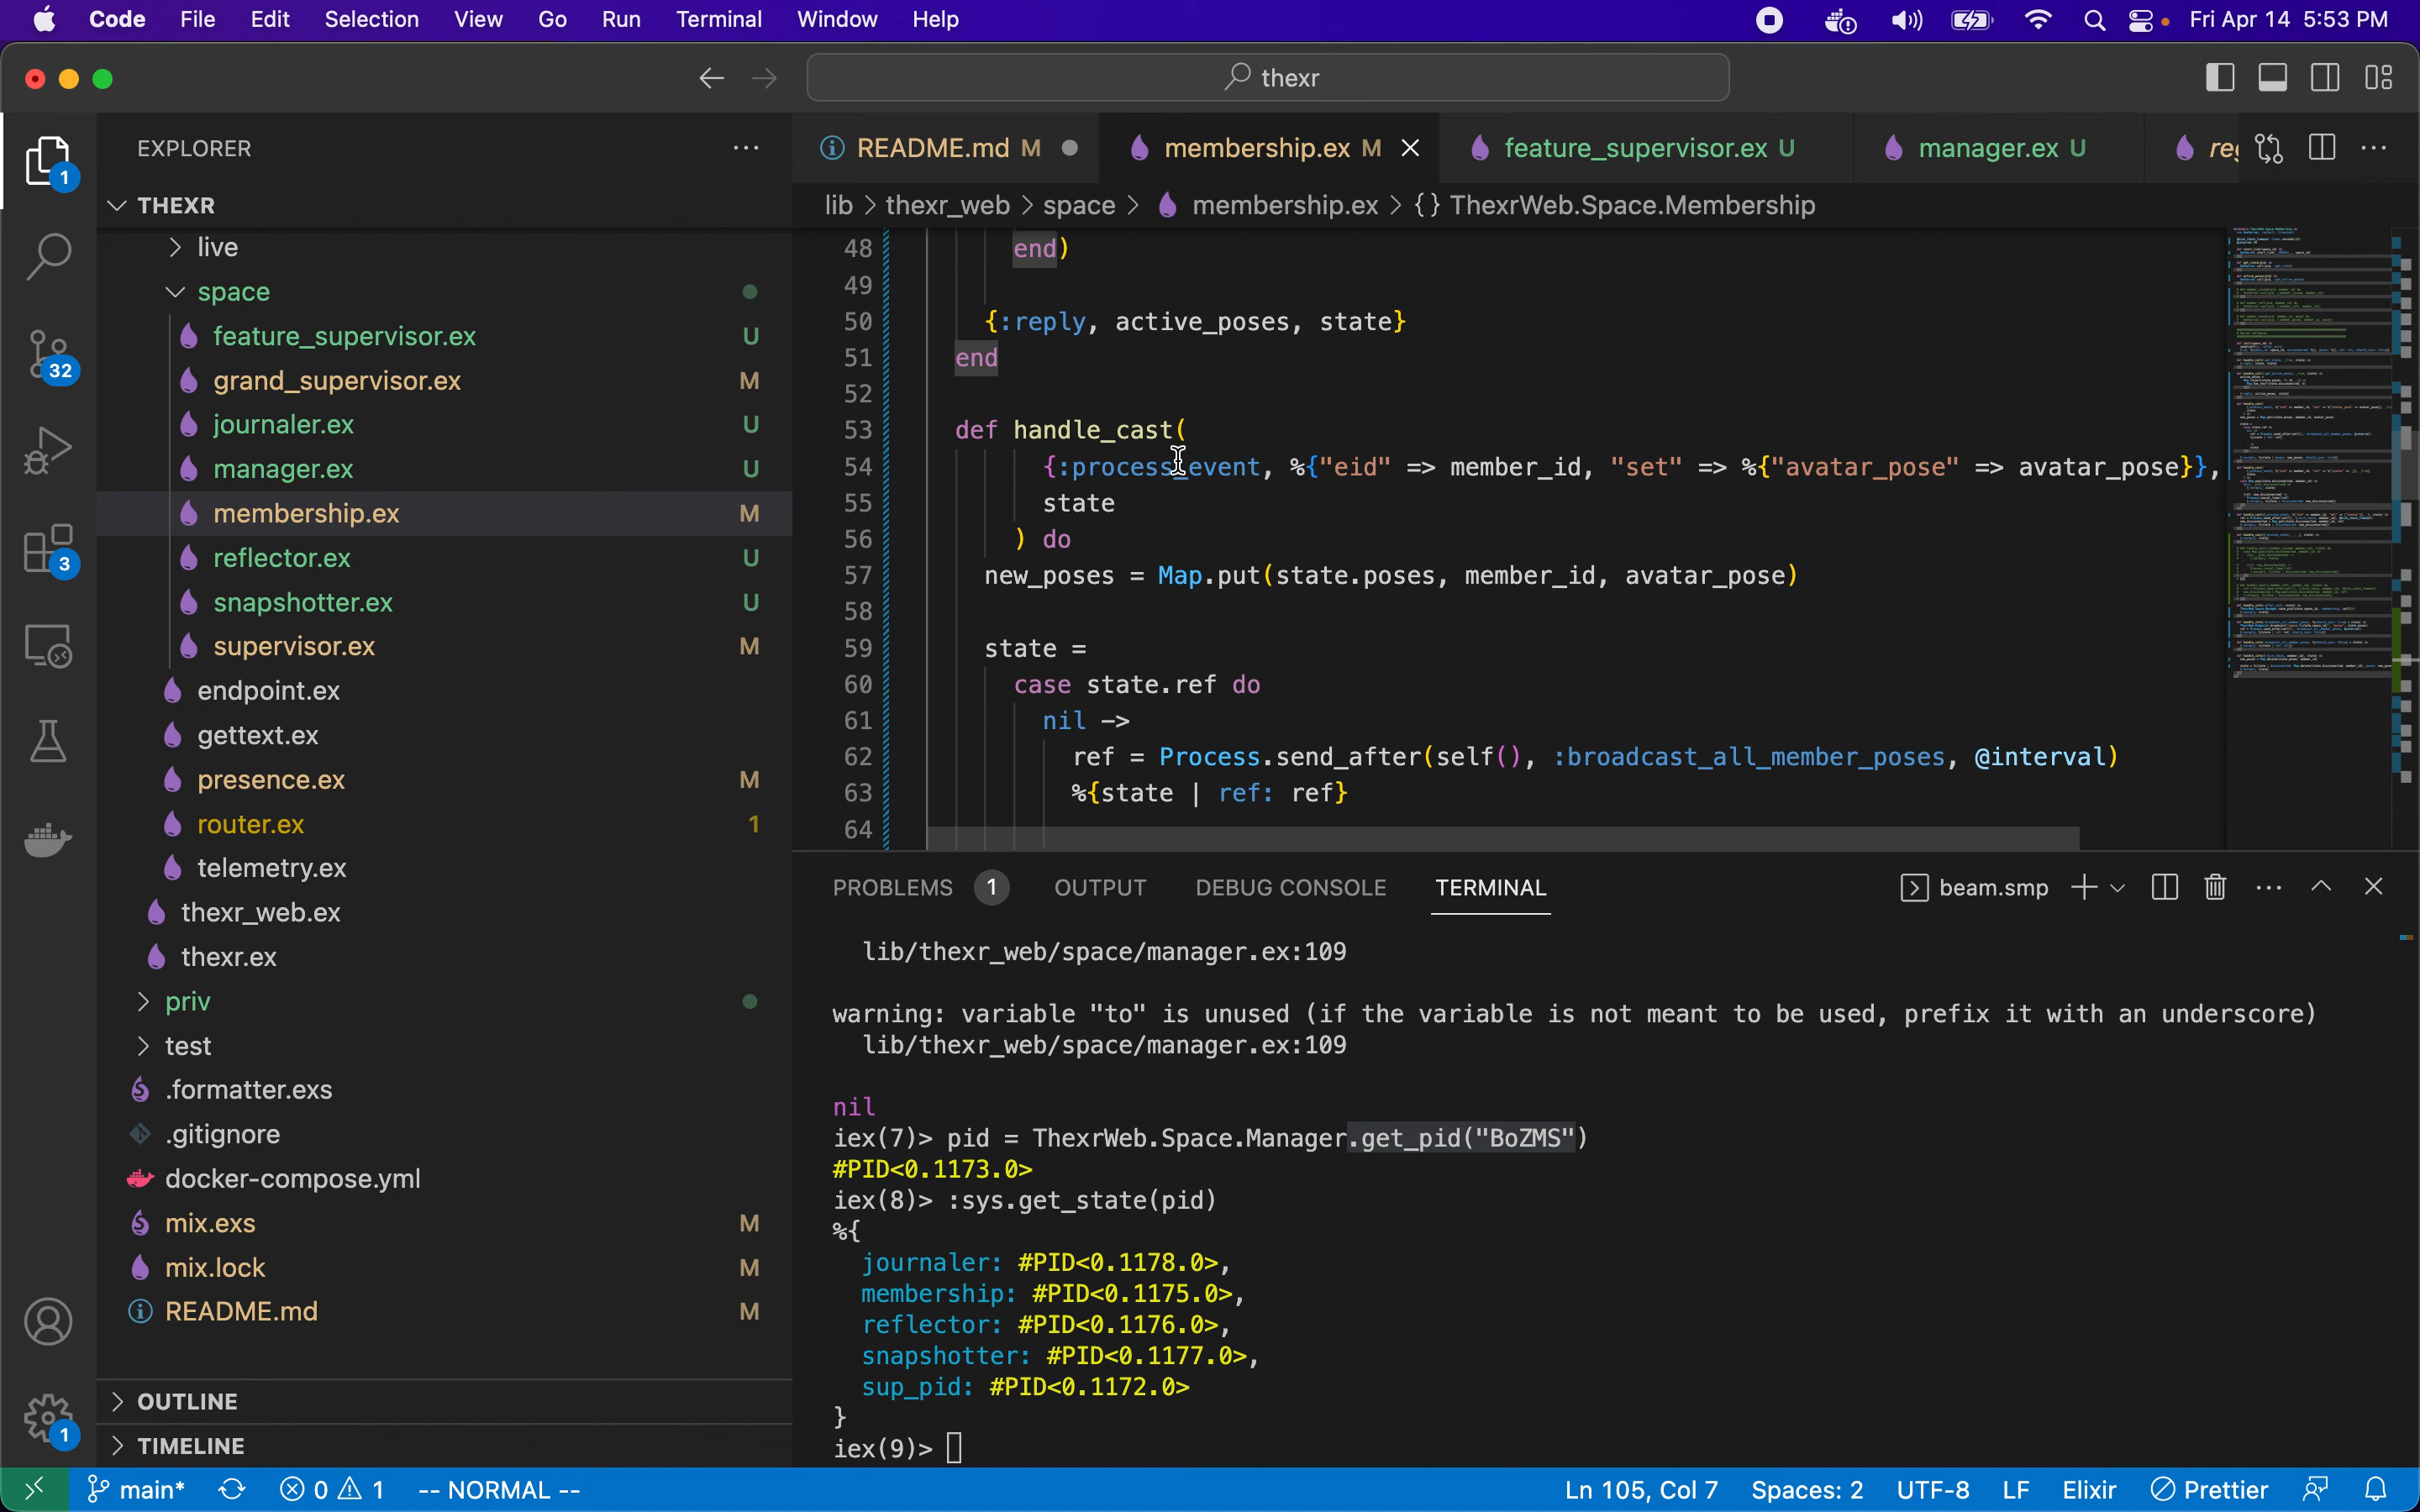 Code File Edit Selection View Go Run Terminal Window Help Fri Apr 14 5:53 PM
thexr
EXPLORER
README.md M
membership.ex M
feature_supervisor.ex U
manager.ex U
lib > thexr_web > space > membership.ex > {} ThexrWeb.Space.Membership
1
32
3
1
THEXR
live
space
feature_supervisor.ex U
grand_supervisor.ex M
journaler.ex U
manager.ex U
membership.ex M
reflector.ex U
snapshotter.ex U
supervisor.ex M
endpoint.ex
gettext.ex
presence.ex M
router.ex 1
telemetry.ex
thexr_web.ex
thexr.ex
priv
test
.formatter.exs
.gitignore
docker-compose.yml
mix.exs M
mix.lock M
README.md M
OUTLINE
TIMELINE
48 end)
49
50 {:reply, active_poses, state}
51 end
52
53 def handle_cast(
54 {:process_event, %{"eid" => member_id, "set" => %{"avatar_pose" => avatar_pose}},
55 state
56 ) do
57 new_poses = Map.put(state.poses, member_id, avatar_pose)
58
59 state =
60 case state.ref do
61 nil ->
62 ref = Process.send_after(self(), :broadcast_all_member_poses, @interval)
63 %{state | ref: ref}
64
PROBLEMS 1 OUTPUT DEBUG CONSOLE TERMINAL beam.smp
lib/thexr_web/space/manager.ex:109
warning: variable "to" is unused (if the variable is not meant to be used, prefix it with an underscore)
lib/thexr_web/space/manager.ex:109
nil
iex(7)> pid = ThexrWeb.Space.Manager.get_pid("BoZMS")
#PID<0.1173.0>
iex(8)> :sys.get_state(pid)
%{
journaler: #PID<0.1178.0>,
membership: #PID<0.1175.0>,
reflector: #PID<0.1176.0>,
snapshotter: #PID<0.1177.0>,
sup_pid: #PID<0.1172.0>
}
iex(9)>
main* 0 1 -- NORMAL -- Ln 105, Col 7 Spaces: 2 UTF-8 LF Elixir Prettier